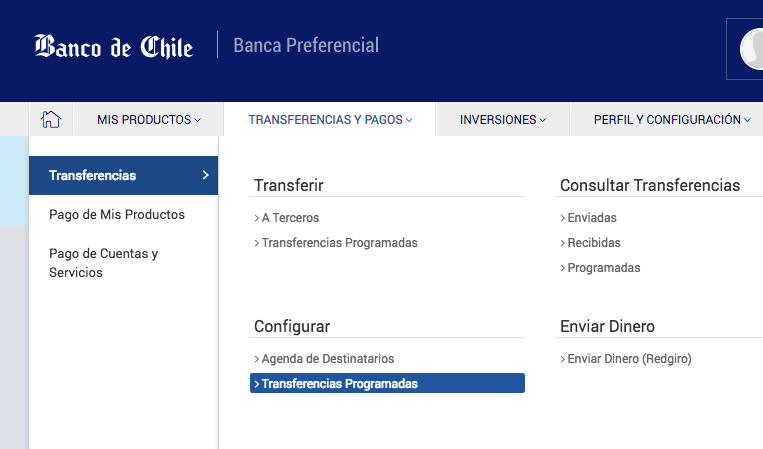 Banco de Chile
Banca Preferencial
MIS PRODUCTOS
TRANSFERENCIAS Y PAGOS
INVERSIONES
PERFIL Y CONFIGURACIÓN
Transferencias
Pago de Mis Productos
Pago de Cuentas y
Servicios
Transferir
A Terceros
Transferencias Programadas
Consultar Transferencias
Enviadas
Recibidas
Programadas
Configurar
Agenda de Destinatarios
Transferencias Programadas
Enviar Dinero
Enviar Dinero (Redgiro)